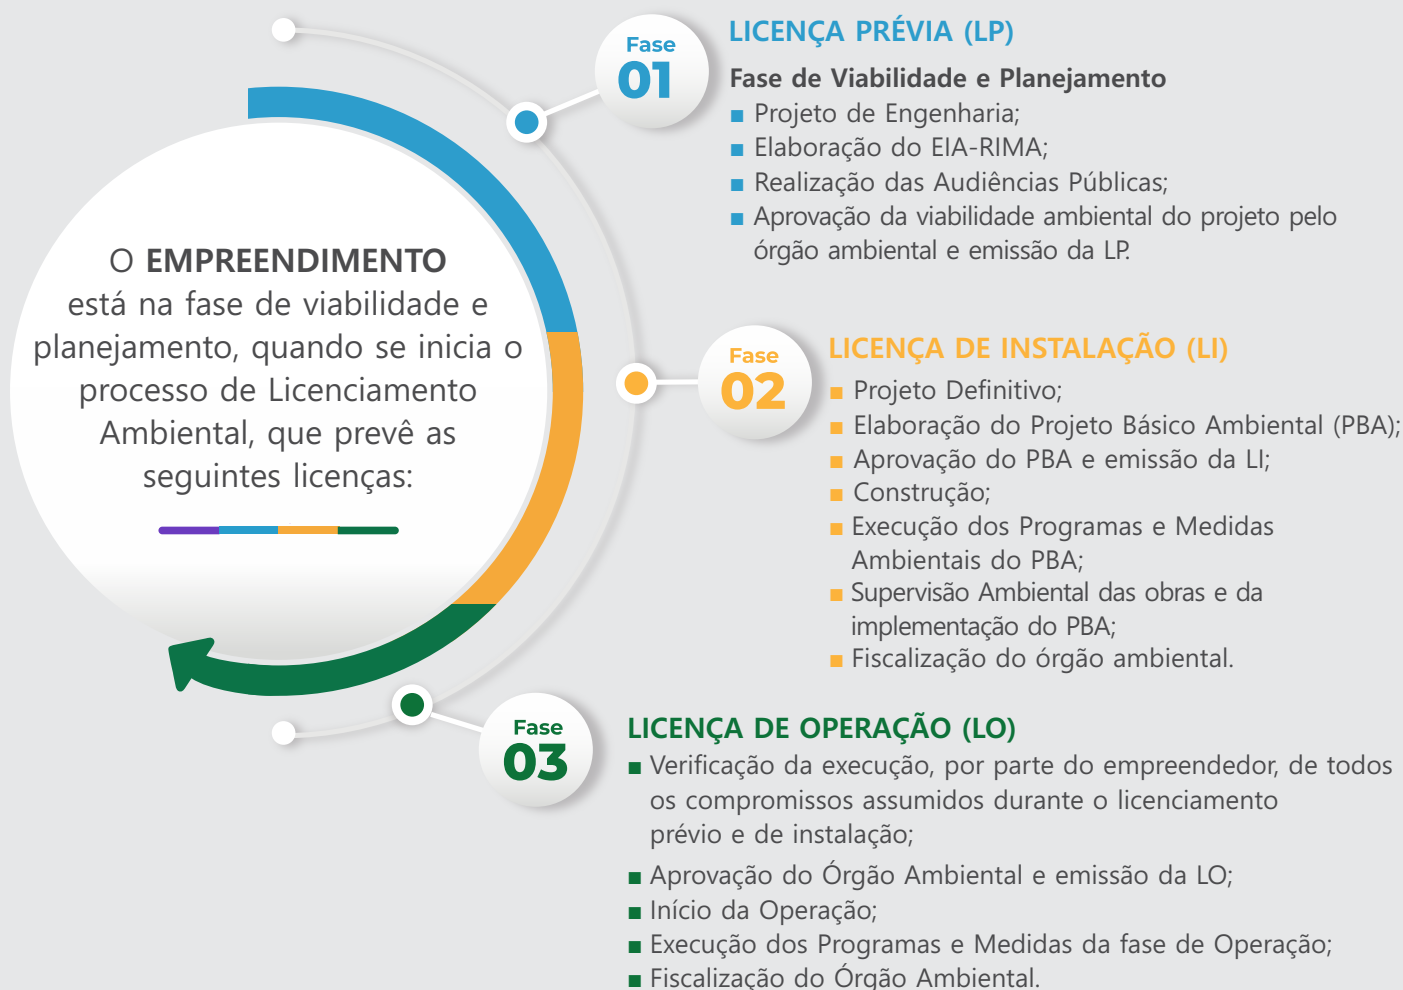 O EMPREENDIMENTO
está na fase de viabilidade e
planejamento, quando se inicia o
processo de Licenciamento
Ambiental, que prevê as
seguintes licenças:
Fase
01
LICENÇA PRÉVIA (LP)
Fase de Viabilidade e Planejamento
Projeto de Engenharia;
Elaboração do EIA-RIMA;
Realização das Audiências Públicas;
Aprovação da viabilidade ambiental do projeto pelo
órgão ambiental e emissão da LP.
Fase
02
LICENÇA DE INSTALAÇÃO (LI)
Projeto Definitivo;
Elaboração do Projeto Básico Ambiental (PBA);
Aprovação do PBA e emissão da LI;
Construção;
Execução dos Programas e Medidas
Ambientais do PBA;
Supervisão Ambiental das obras e da
implementação do PBA;
Fiscalização do órgão ambiental.
Fase
03
LICENÇA DE OPERAÇÃO (LO)
Verificação da execução, por parte do empreendedor, de todos
os compromissos assumidos durante o licenciamento
prévio e de instalação;
Aprovação do Órgão Ambiental e emissão da LO;
Início da Operação;
Execução dos Programas e Medidas da fase de Operação;
Fiscalização do Órgão Ambiental.